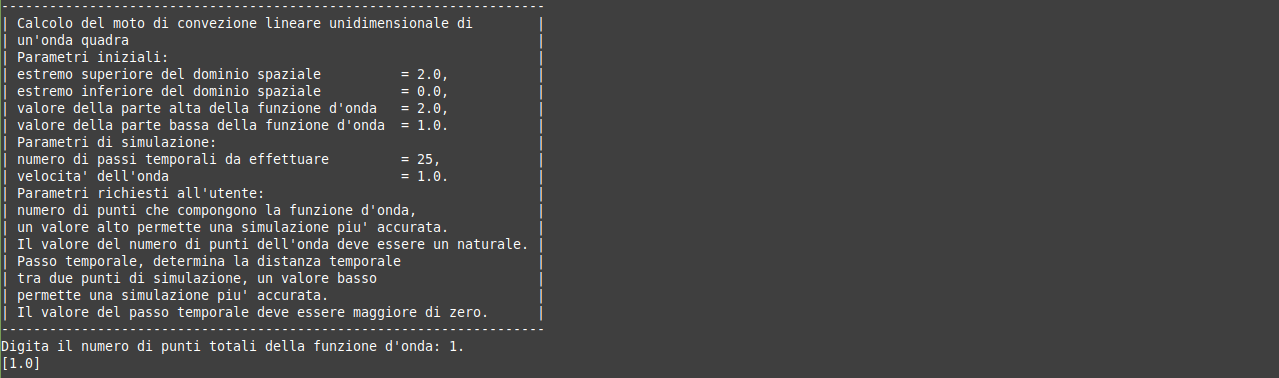 --------------------------------------------------------------------
| Calcolo del moto di convezione lineare unidimensionale di        |
| un'onda quadra                                                   |
| Parametri iniziali:                                              |
| estremo superiore del dominio spaziale          = 2.0,           |
| estremo inferiore del dominio spaziale          = 0.0,           |
| valore della parte alta della funzione d'onda   = 2.0,           |
| valore della parte bassa della funzione d'onda  = 1.0.           |
| Parametri di simulazione:                                        |
| numero di passi temporali da effettuare         = 25,            |
| velocita' dell'onda                             = 1.0.           |
| Parametri richiesti all'utente:                                  |
| numero di punti che compongono la funzione d'onda,               |
| un valore alto permette una simulazione piu' accurata.           |
| Il valore del numero di punti dell'onda deve essere un naturale. |
| Passo temporale, determina la distanza temporale                 |
| tra due punti di simulazione, un valore basso                    |
| permette una simulazione piu' accurata.                          |
| Il valore del passo temporale deve essere maggiore di zero.      |
--------------------------------------------------------------------
Digita il numero di punti totali della funzione d'onda: 1.
[1.0]